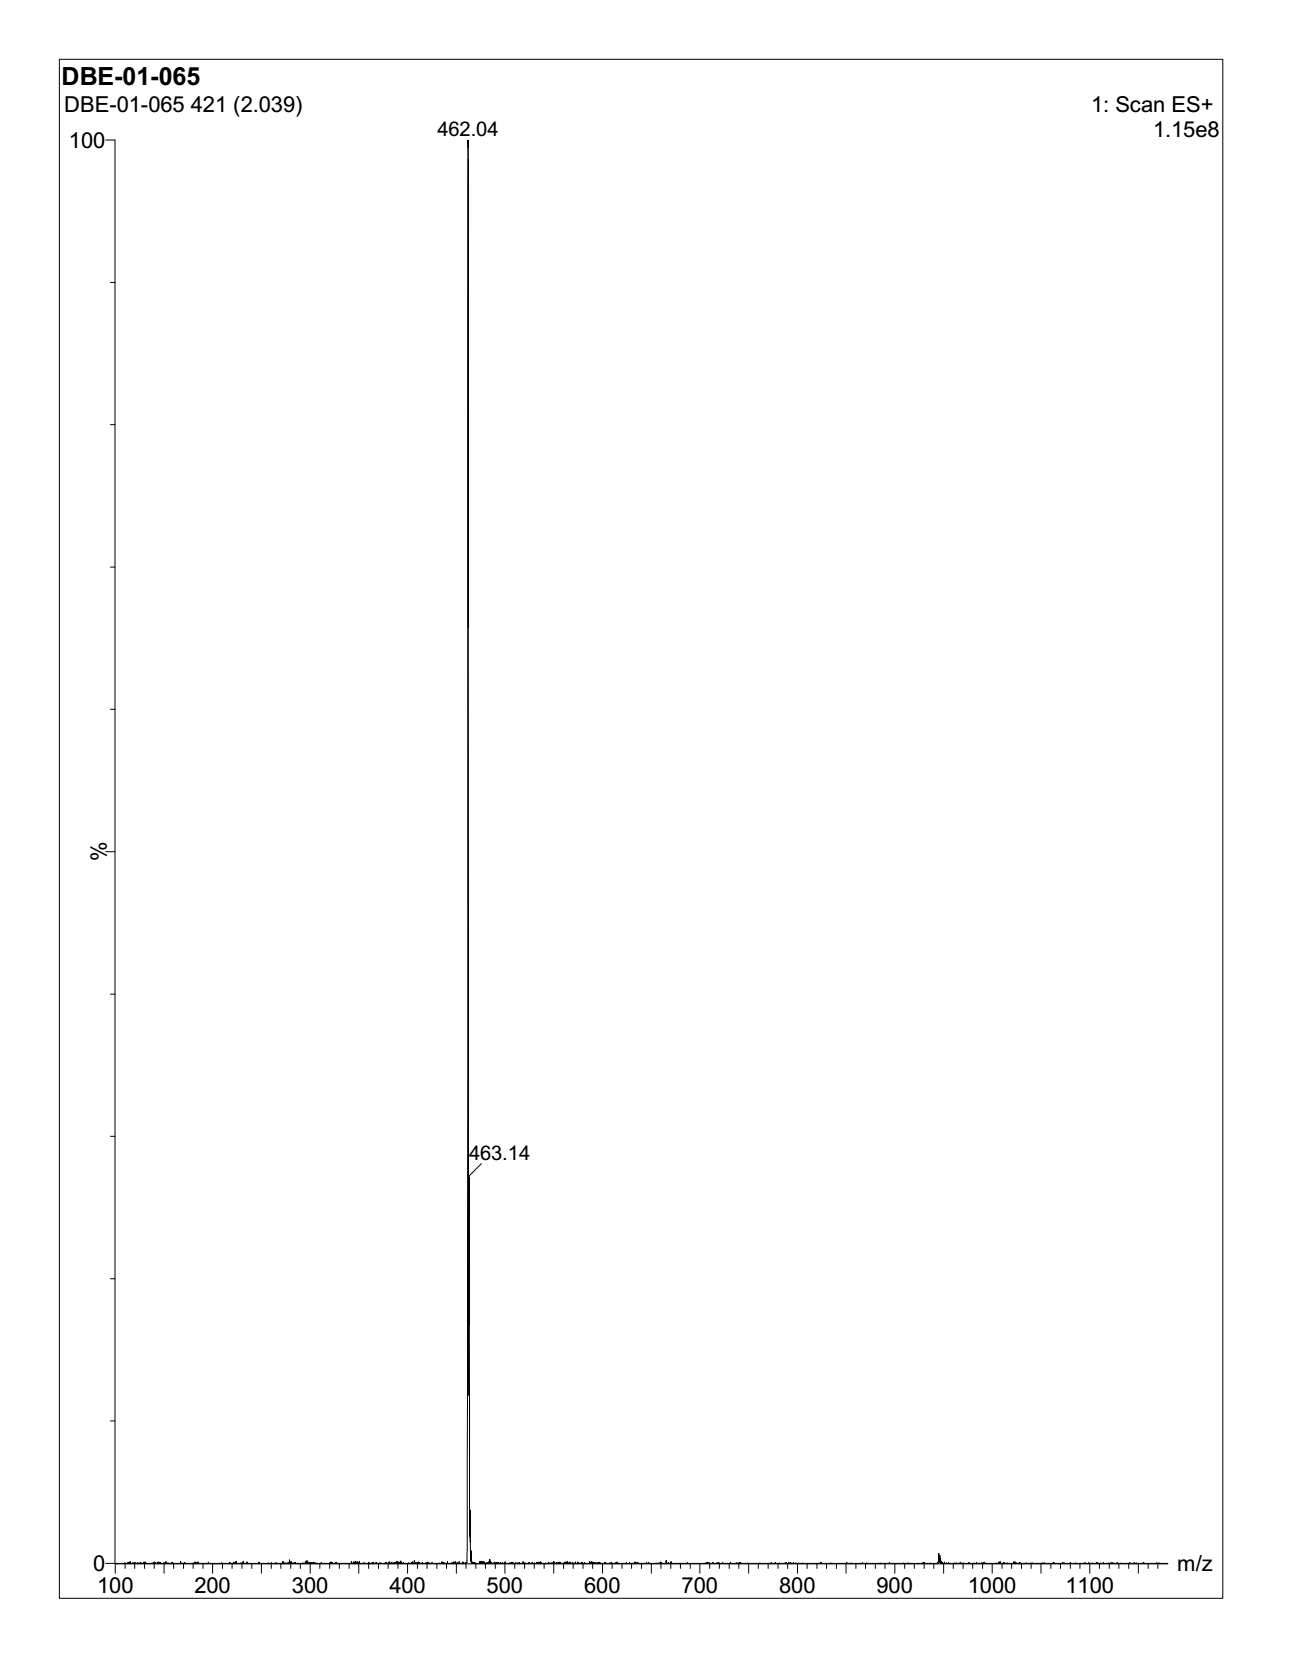 DBE-01-065
DBE-01-065 421 (2.039)
1: Scan ES+
1.15e8
462.04
100
463.14
%
0
m/z
100 200 300 400 500 600 700 800 900 1000 1100